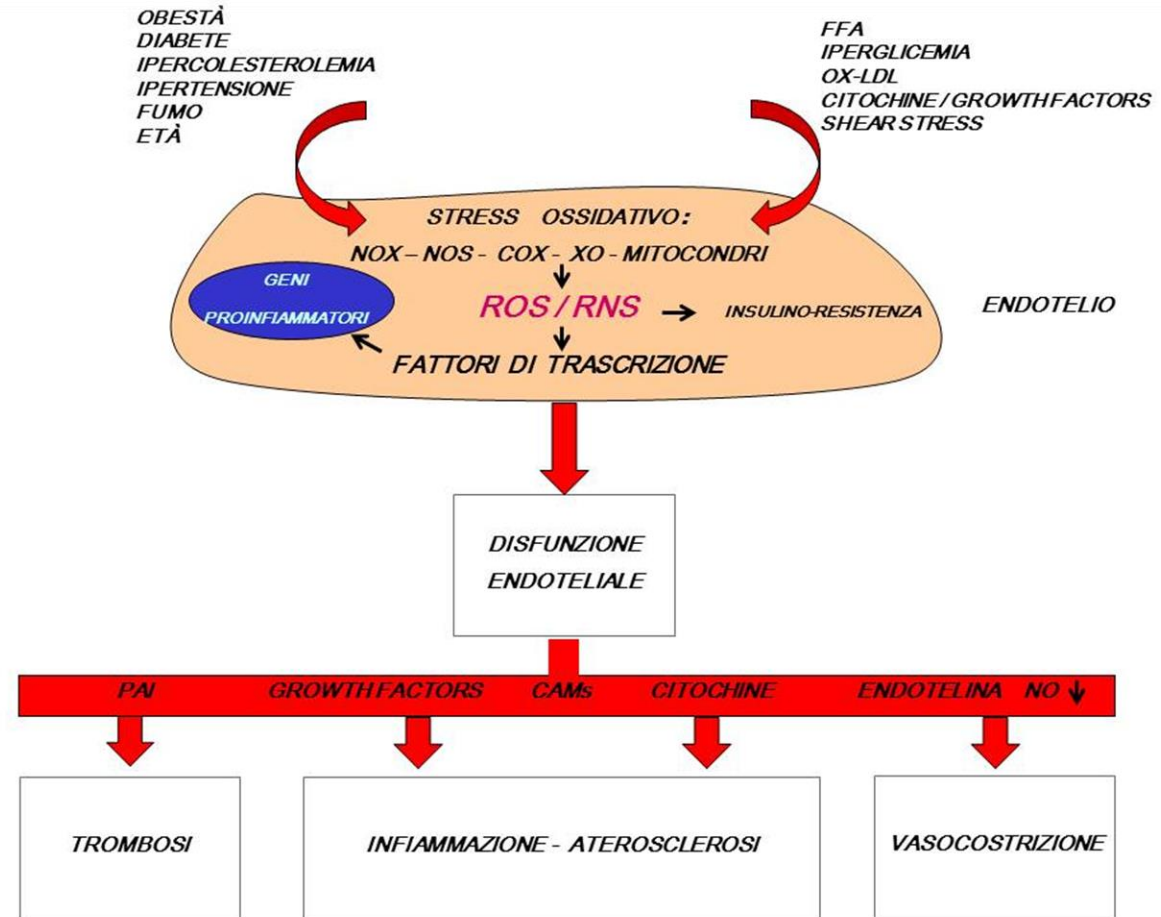 OBESTÀ
DIABETE
IPERCOLESTEROLEMIA
IPERTENSIONE
FUMO
ETÀ
FFA
IPERGLICEMIA
OX-LDL
CITOCHINE / GROWTH FACTORS
SHEAR STRESS
STRESS OSSIDATIVO:
NOX – NOS - COX - XO - MITOCONDRI
GENI
PROINFIAMMATORI
ROS / RNS
INSULINO-RESISTENZA
ENDOTELIO
FATTORI DI TRASCRIZIONE
DISFUNZIONE
ENDOTELIALE
PAI GROWTH FACTORS CAMs CITOCHINE ENDOTELINA NO
TROMBOSI
INFIAMMAZIONE - ATEROSCLEROSI
VASOCOSTRIZIONE